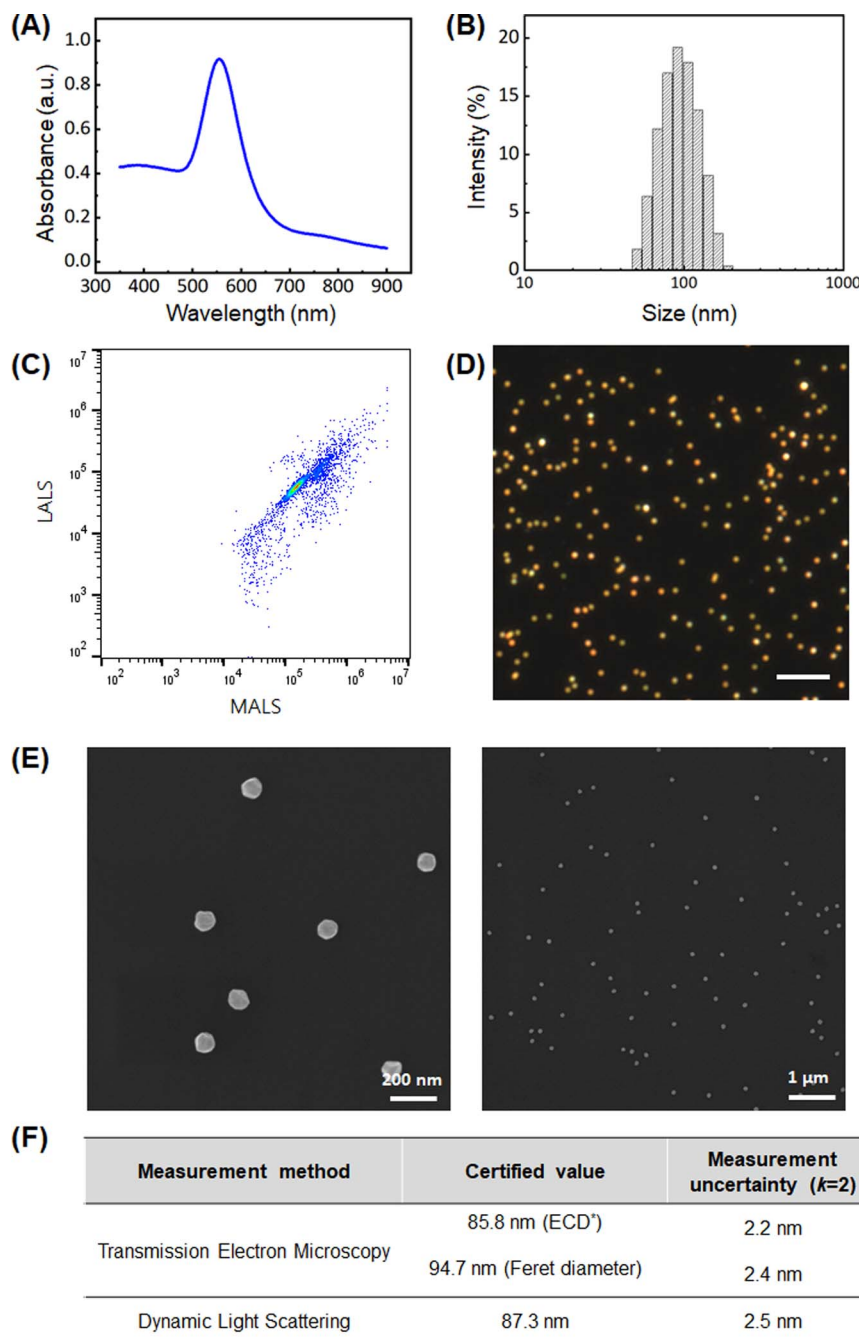 (A)
1.0
0.8
0.6
0.4
0.2
0.0
Absorbance (a.u.)
300 400 500 600 700 800 900
Wavelength (nm)
(B)
20
15
10
5
0
Intensity (%)
10 100 1000
Size (nm)
(C)
10⁷
10⁶
10⁵
10⁴
10³
10²
LALS
10² 10³ 10⁴ 10⁵ 10⁶ 10⁷
MALS
(D)
(E)
200 nm
1 μm
(F)
Measurement method Certified value Measurement
uncertainty (k=2)
Transmission Electron Microscopy
85.8 nm (ECD*) 2.2 nm
94.7 nm (Feret diameter) 2.4 nm
Dynamic Light Scattering 87.3 nm 2.5 nm